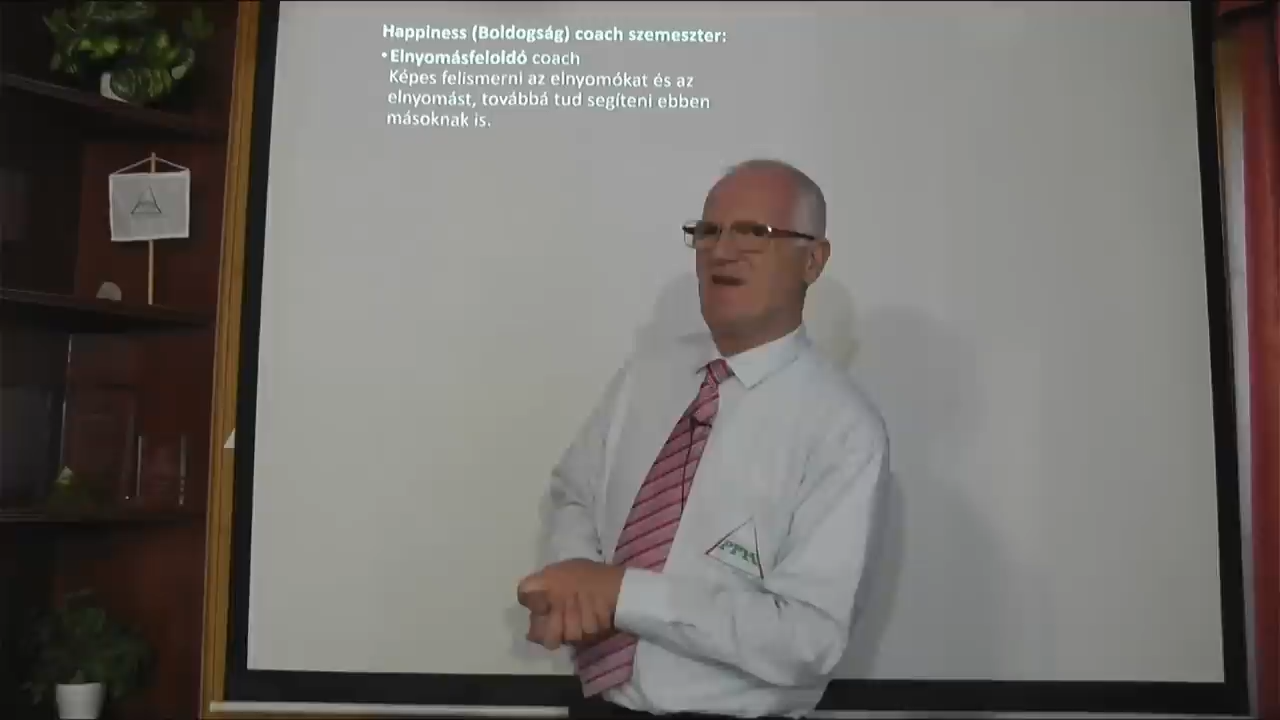 Happiness (Boldogság) coach szemeszter:
• Elnyomásfeloldó coach
Képes felismerni az elnyomókat és az
elnyomást, továbbá tud segíteni ebben
másoknak is.